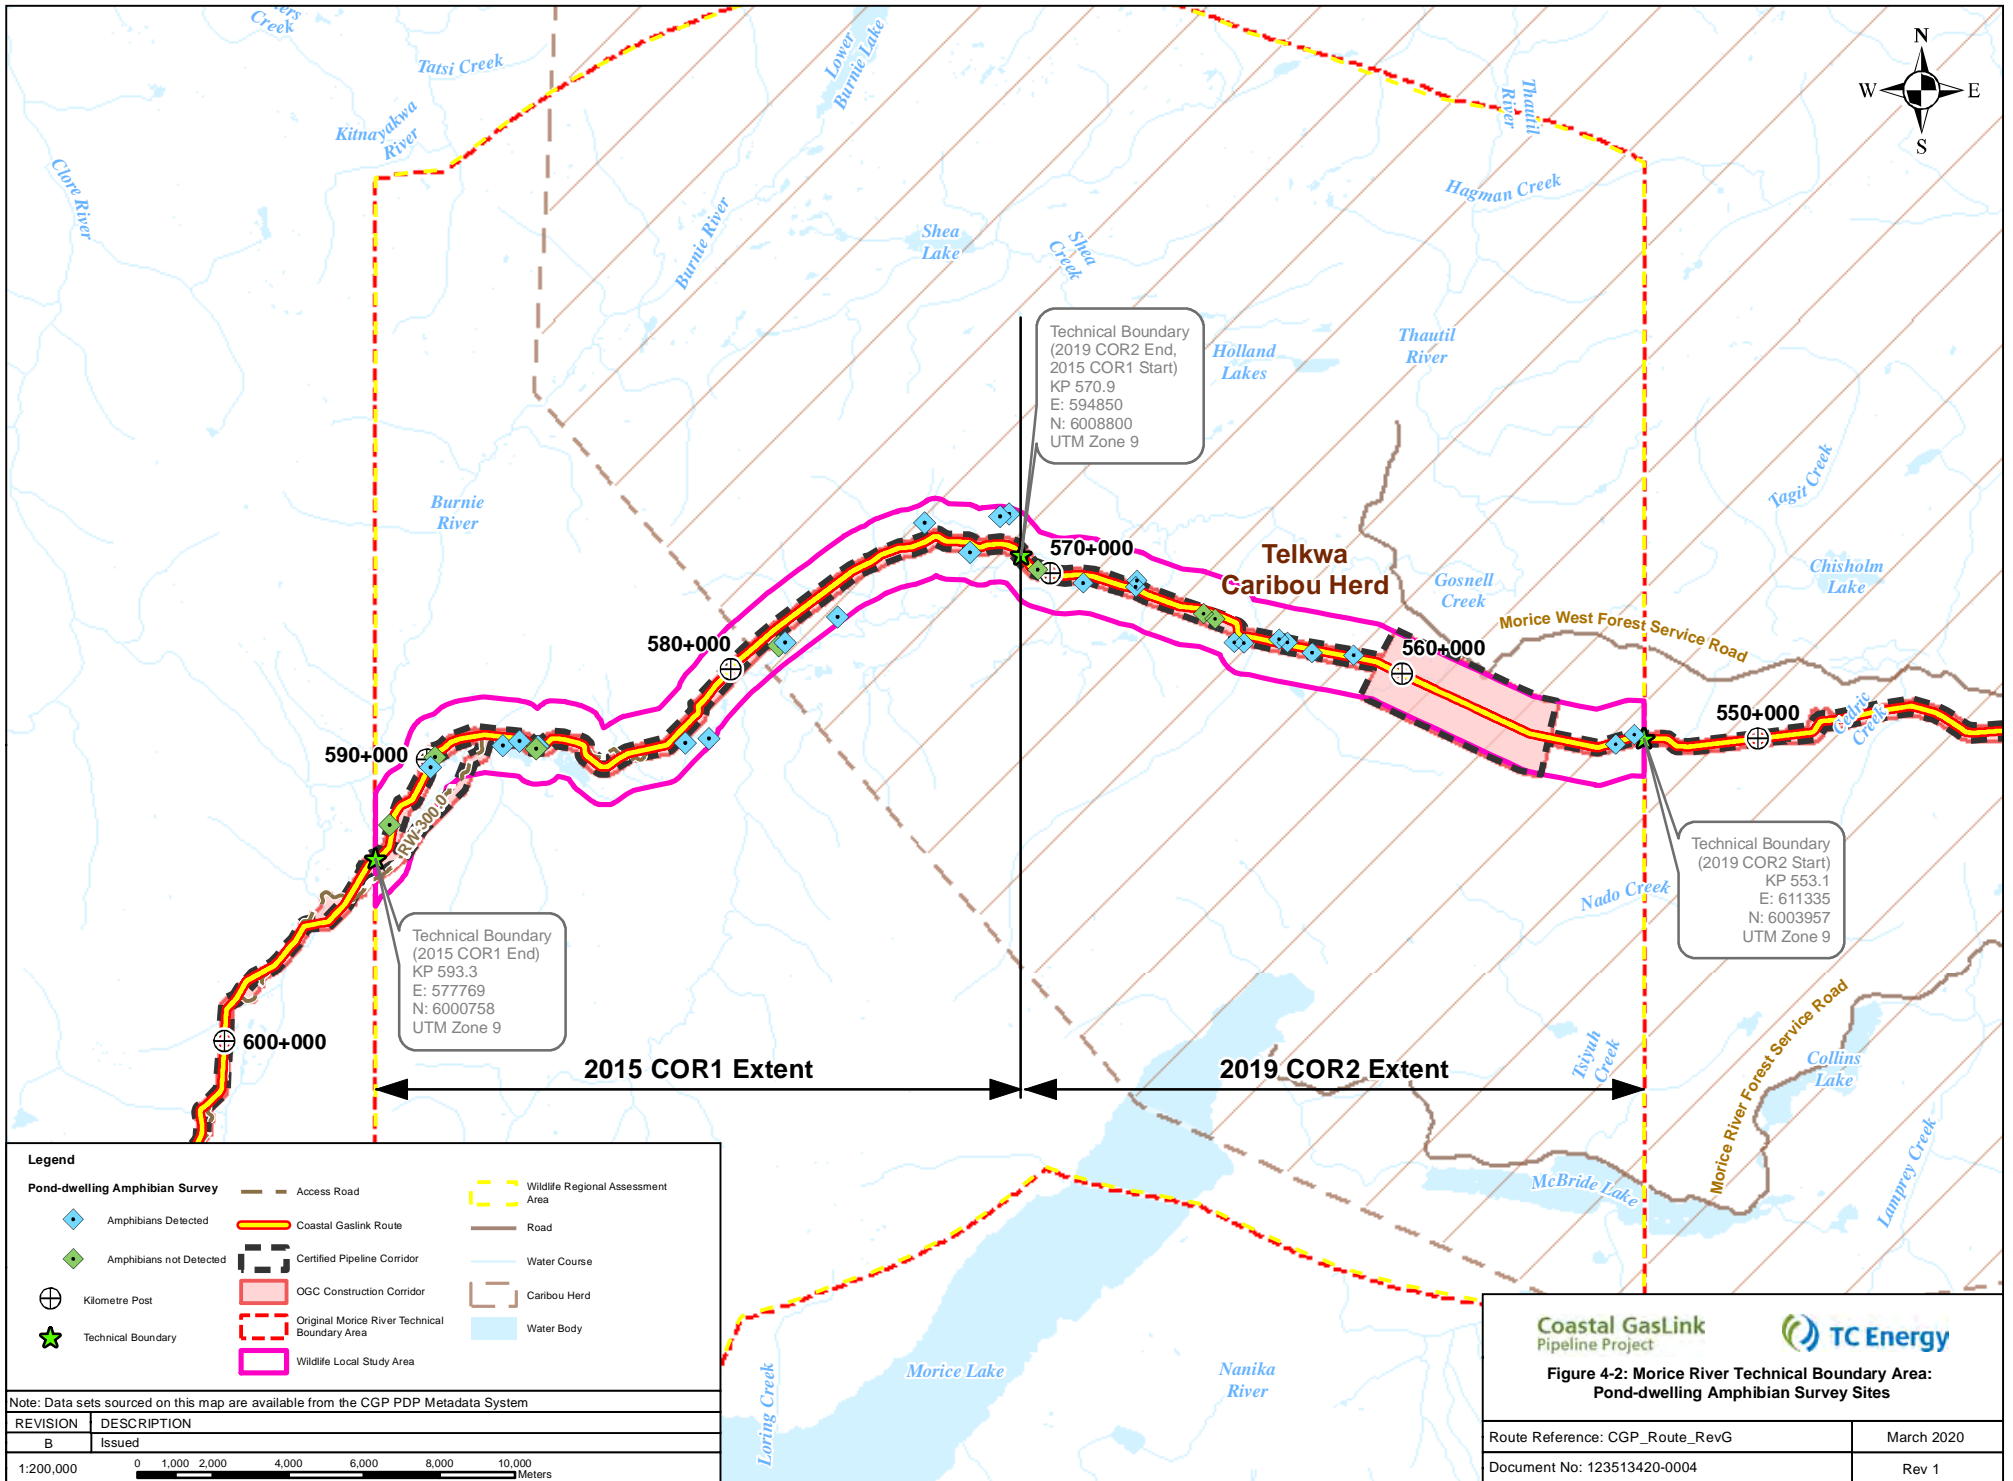 Creek
Tatsi Creek
Kitnayakwa
River
Clore River
Lower
Burnie Lake
Burnie River
Shea
Lake
Shea
Creek
Thautil
River
Hagman Creek
N
W E
S
Technical Boundary
(2019 COR2 End,
2015 COR1 Start)
KP 570.9
E: 594850
N: 6008800
UTM Zone 9
Holland
Lakes
Thautil
River
Burnie
River
Tagit Creek
Chisholm
Lake
Gosnell
Creek
Telkwa
Caribou Herd
Morice West Forest Service Road
570+000
580+000
590+000
560+000
550+000
600+000
Cedric
Creek
RW-300.0
Technical Boundary
(2019 COR2 Start)
KP 553.1
E: 611335
N: 6003957
UTM Zone 9
Nado Creek
Technical Boundary
(2015 COR1 End)
KP 593.3
E: 577769
N: 6000758
UTM Zone 9
2015 COR1 Extent
2019 COR2 Extent
Tsiyuh
Creek
Morice River Forest Service Road
Collins
Lake
Lamprey Creek
McBride Lake
Morice Lake
Nanika
River
Loring Creek
Legend
Pond-dwelling Amphibian Survey
Amphibians Detected
Amphibians not Detected
Kilometre Post
Technical Boundary
Access Road
Coastal Gaslink Route
Certified Pipeline Corridor
OGC Construction Corridor
Original Morice River Technical
Boundary Area
Wildlife Local Study Area
Wildlife Regional Assessment
Area
Road
Water Course
Caribou Herd
Water Body
Note: Data sets sourced on this map are available from the CGP PDP Metadata System
REVISION DESCRIPTION
B Issued
1:200,000
0 1,000 2,000 4,000 6,000 8,000 10,000
Meters
Coastal GasLink
Pipeline Project
TC Energy
Figure 4-2: Morice River Technical Boundary Area:
Pond-dwelling Amphibian Survey Sites
Route Reference: CGP_Route_RevG
March 2020
Document No: 123513420-0004
Rev 1